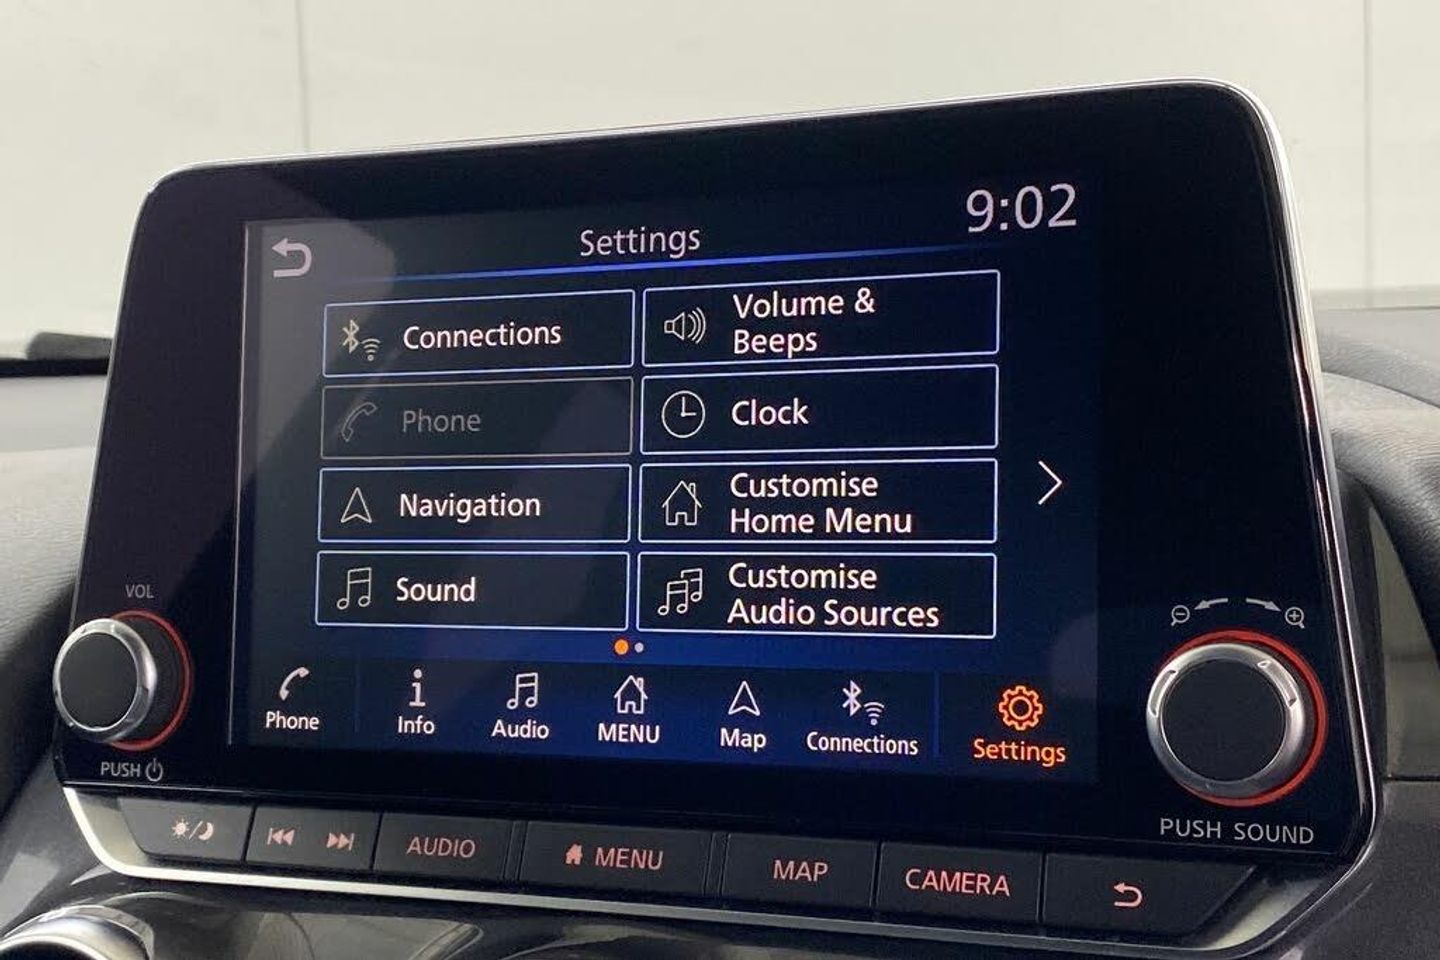 9:02
Settings
Connections
Volume &
Beeps
Phone
Clock
Navigation
Customise
Home Menu
Sound
Customise
Audio Sources
Phone
Info
Audio
MENU
Map
Connections
Settings
VOL
PUSH
PUSH SOUND
AUDIO
MENU
MAP
CAMERA